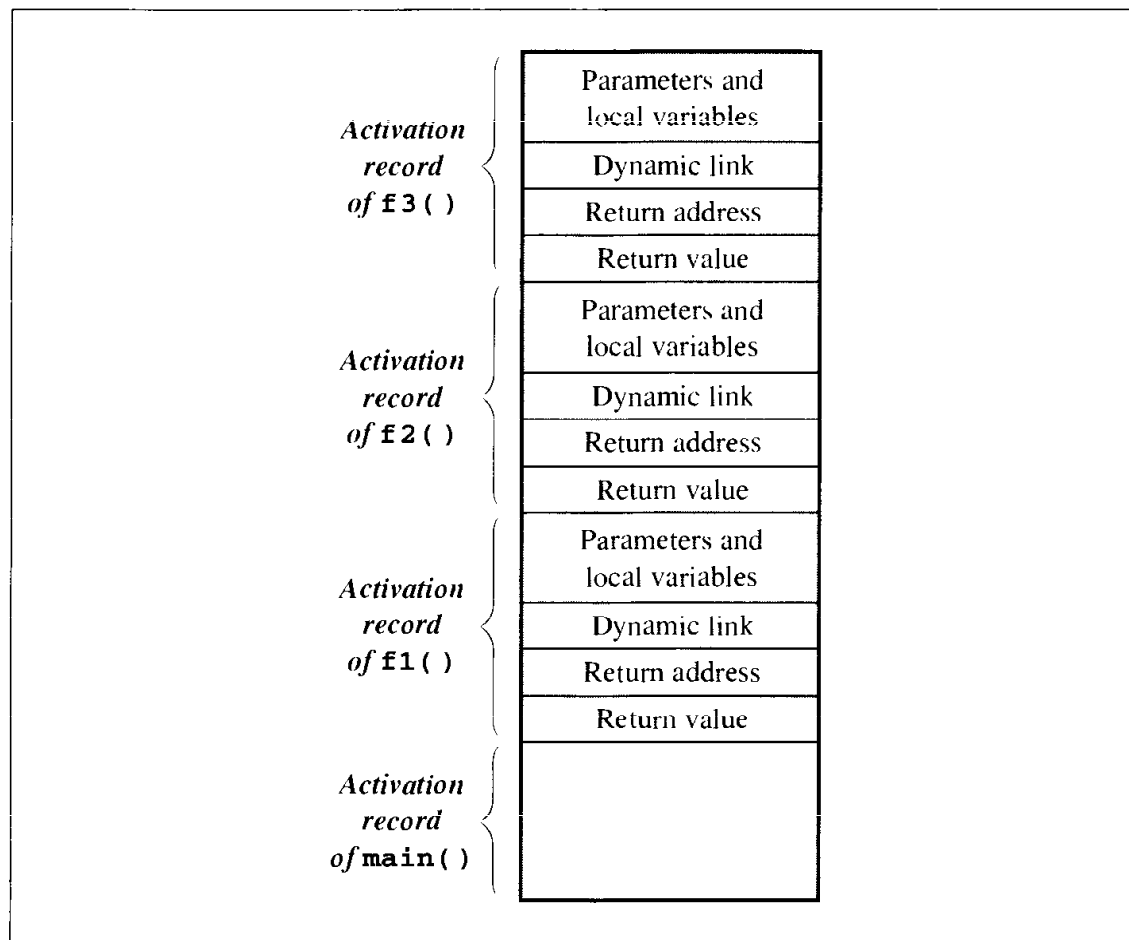 Activation
record
of f3( )
Parameters and
local variables
Dynamic link
Return address
Return value
Activation
record
of f2( )
Parameters and
local variables
Dynamic link
Return address
Return value
Activation
record
of f1( )
Parameters and
local variables
Dynamic link
Return address
Return value
Activation
record
of main( )